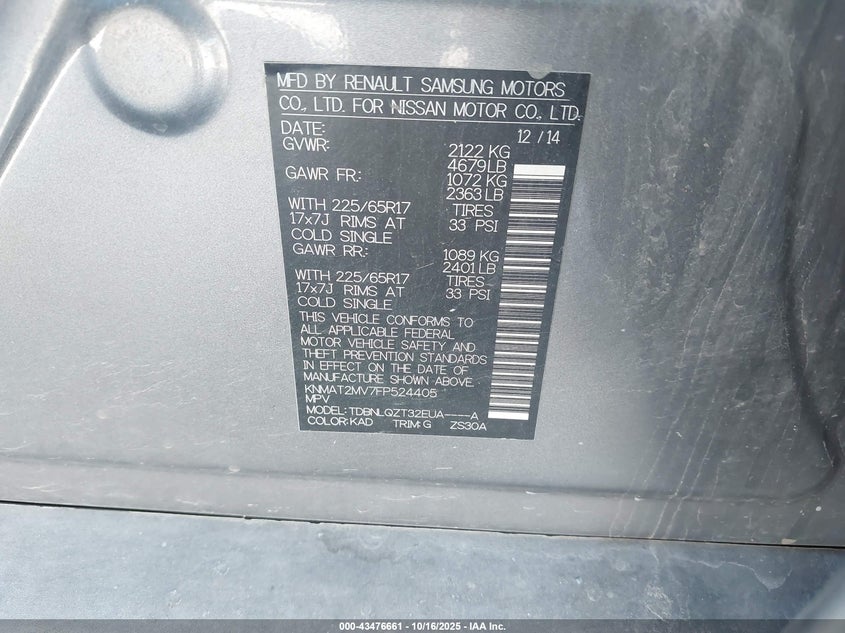 MFD BY RENAULT SAMSUNG MOTORS
CO., LTD. FOR NISSAN MOTOR CO., LTD.
DATE: 12 / 14
GVWR: 2122 KG
4679LB
GAWR FR: 1072 KG
2363 LB
WITH 225/65R17 TIRES
17x7J RIMS AT 33 PSI
COLD SINGLE
GAWR RR: 1089 KG
2401 LB
WITH 225/65R17 TIRES
17x7J RIMS AT 33 PSI
COLD SINGLE
THIS VEHICLE CONFORMS TO
ALL APPLICABLE FEDERAL
MOTOR VEHICLE SAFETY AND
THEFT PREVENTION STANDARDS
IN EFFECT ON THE DATE OF
MANUFACTURE SHOWN ABOVE.
KNMAT2MV7FP524405
MPV
MODEL: TDBNLQZT32EUA----A
COLOR: KAD TRIM: G ZS30A
000-43476661 - 10/16/2025 - IAA Inc.